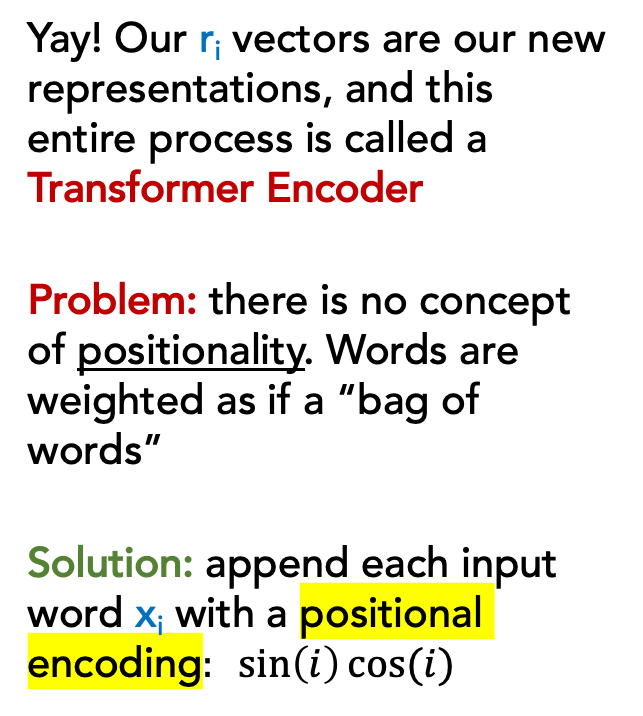 Yay! Our rᵢ vectors are our new
representations, and this
entire process is called a
Transformer Encoder
Problem: there is no concept
of positionality. Words are
weighted as if a “bag of
words”
Solution: append each input
word xᵢ with a positional
encoding: sin(i) cos(i)